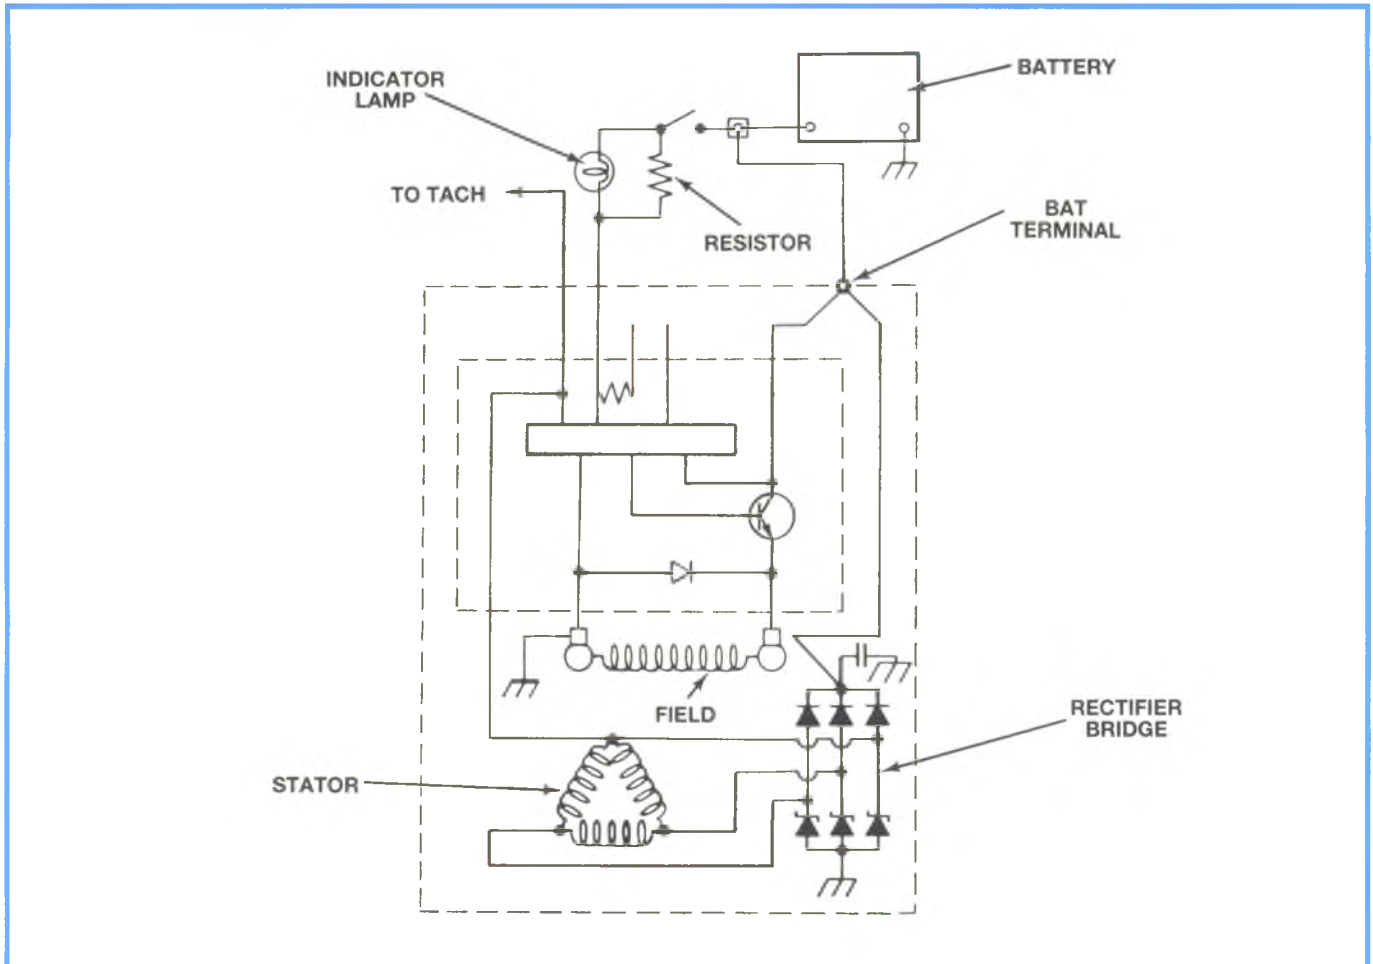 INDICATOR
LAMP
BATTERY
TO TACH
RESISTOR
BAT
TERMINAL
FIELD
RECTIFIER
BRIDGE
STATOR